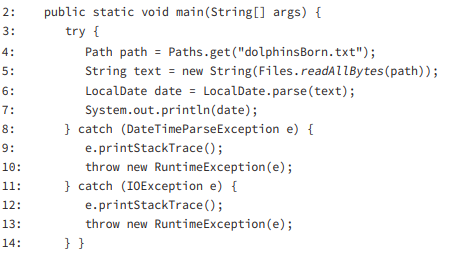 2:    public static void main(String[] args) {
3:       try {
4:          Path path = Paths.get("dolphinsBorn.txt");
5:          String text = new String(Files.readAllBytes(path));
6:          LocalDate date = LocalDate.parse(text);
7:          System.out.println(date);
8:       } catch (DateTimeParseException e) {
9:          e.printStackTrace();
10:         throw new RuntimeException(e);
11:      } catch (IOException e) {
12:         e.printStackTrace();
13:         throw new RuntimeException(e);
14:      } }